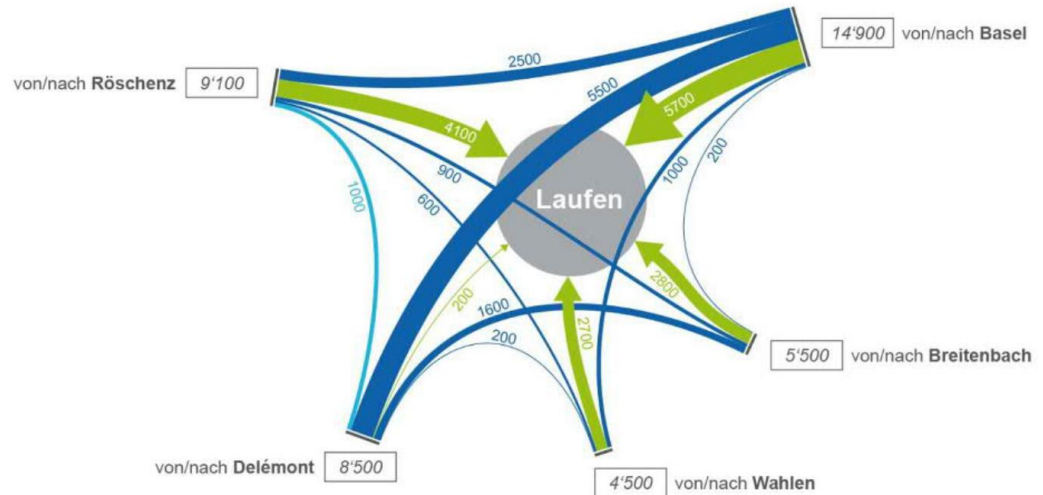 14'900 von/nach Basel
von/nach Röschenz 9'100
2500
5500
5700
4100
1000
900
600
1000
200
Laufen
200
1600
200
2700
2800
5'500 von/nach Breitenbach
von/nach Delémont 8'500
4'500 von/nach Wahlen